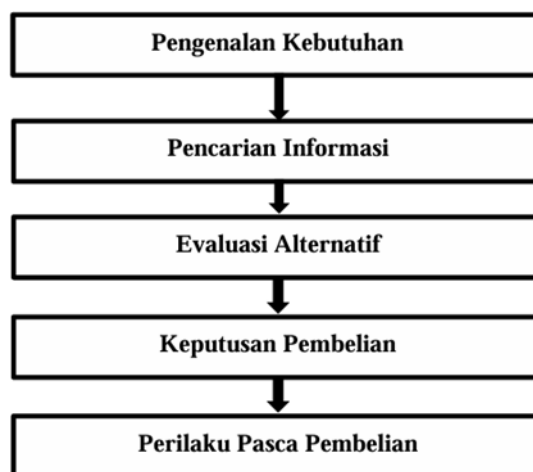 Pengenalan Kebutuhan
Pencarian Informasi
Evaluasi Alternatif
Keputusan Pembelian
Perilaku Pasca Pembelian